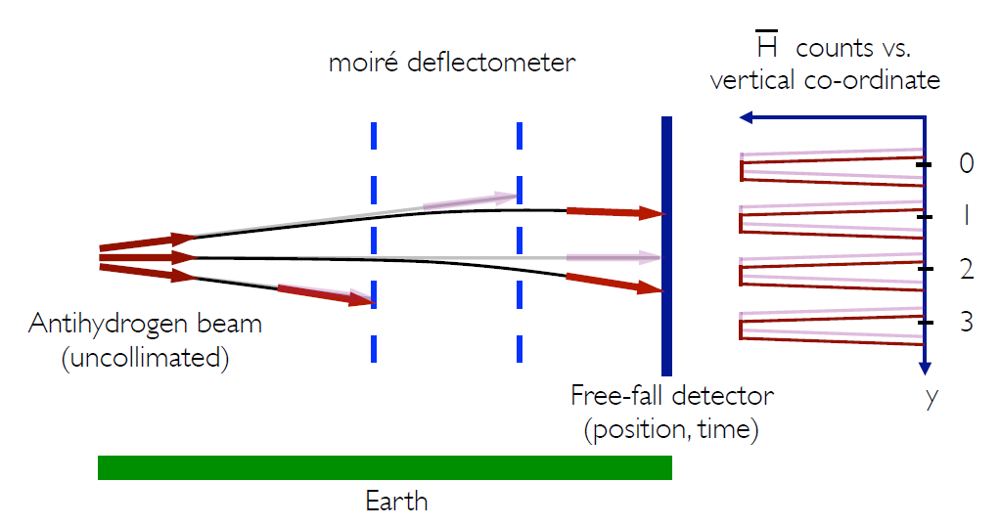 H̅ counts vs.
vertical co-ordinate
moiré deflectometer
0
1
2
3
Antihydrogen beam
(uncollimated)
Free-fall detector
(position, time)
y
Earth